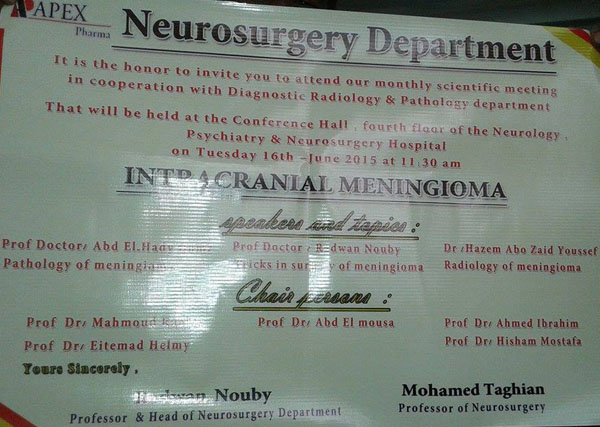 APEX
Pharma
Neurosurgery Department
It is the honor to invite you to attend our monthly scientific meeting
in cooperation with Diagnostic Radiology & Pathology department
That will be held at the Conference Hall , fourth floor of the Neurology ,
Psychiatry & Neurosurgery Hospital
on Tuesday 16th -June 2015 at 11:30 am
INTRACRANIAL MENINGIOMA
speakers and topics :
Prof Doctor: Abd El.Hady Prof Doctor : Redwan Nouby Dr :Hazem Abo Zaid Youssef
Pathology of meningioma Tricks in surgery of meningioma Radiology of meningioma
Chair persons :
Prof Dr: Mahmoud Prof Dr: Abd El mousa Prof Dr: Ahmed Ibrahim
Prof Dr: Eitemad Helmy Prof Dr: Hisham Mostafa
Yours Sincerely ,
Redwan Nouby Mohamed Taghian
Professor & Head of Neurosurgery Department Professor of Neurosurgery